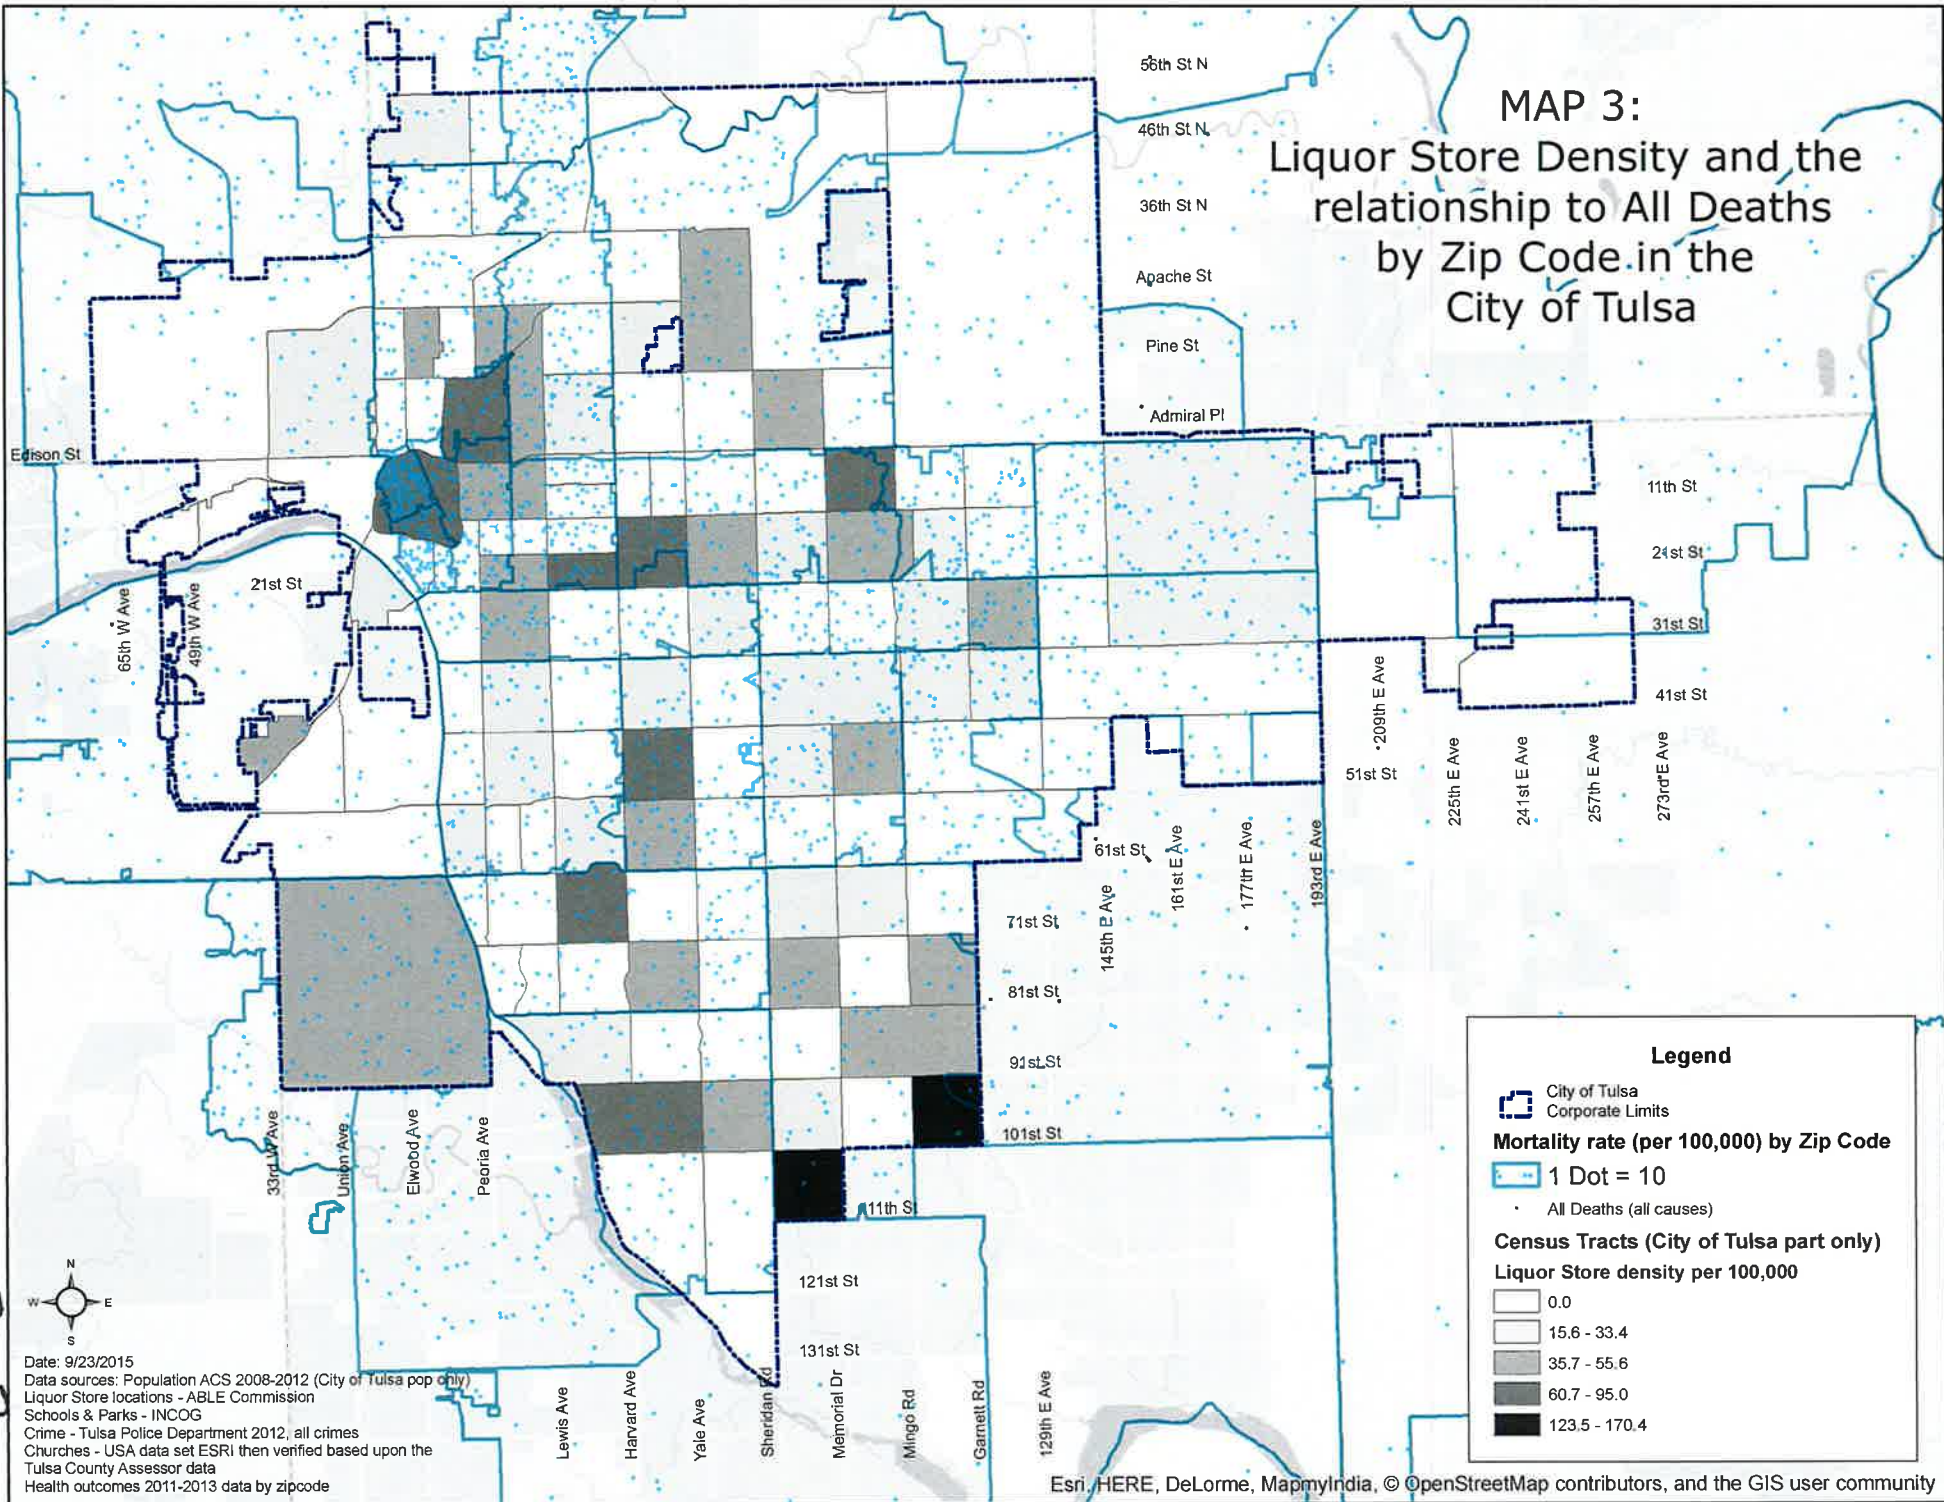 MAP 3:
Liquor Store Density and the
relationship to All Deaths
by Zip Code in the
City of Tulsa
56th St N
46th St N
36th St N
Apache St
Pine St
Admiral Pl
Edison St
11th St
21st St
31st St
41st St
21st St
65th W Ave
49th W Ave
209th E Ave
51st St
225th E Ave
241st E Ave
257th E Ave
273rd E Ave
61st St
145th E Ave
161st E Ave
177th E Ave
193rd E Ave
71st St
81st St
91st St
101st St
111th St
121st St
131st St
33rd W Ave
Union Ave
Elwood Ave
Peoria Ave
Lewis Ave
Harvard Ave
Yale Ave
Sheridan Rd
Memorial Dr
Mingo Rd
Garnett Rd
129th E Ave
Legend
City of Tulsa
Corporate Limits
Mortality rate (per 100,000) by Zip Code
1 Dot = 10
All Deaths (all causes)
Census Tracts (City of Tulsa part only)
Liquor Store density per 100,000
0.0
15.6 - 33.4
35.7 - 55.6
60.7 - 95.0
123.5 - 170.4
N
W E
S
Date: 9/23/2015
Data sources: Population ACS 2008-2012 (City of Tulsa pop only)
Liquor Store locations - ABLE Commission
Schools & Parks - INCOG
Crime - Tulsa Police Department 2012, all crimes
Churches - USA data set ESRI then verified based upon the
Tulsa County Assessor data
Health outcomes 2011-2013 data by zipcode
Esri, HERE, DeLorme, MapmyIndia, © OpenStreetMap contributors, and the GIS user community